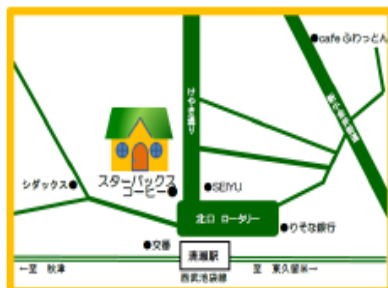 ●cafe ふわっとん
けやき通り
シダックス●
スターバックス
コーヒー●
●SEIYU
北口 ロータリー
●りそな銀行
●交番
清瀬駅
←至 秋津
西武池袋線
至 東久留米→